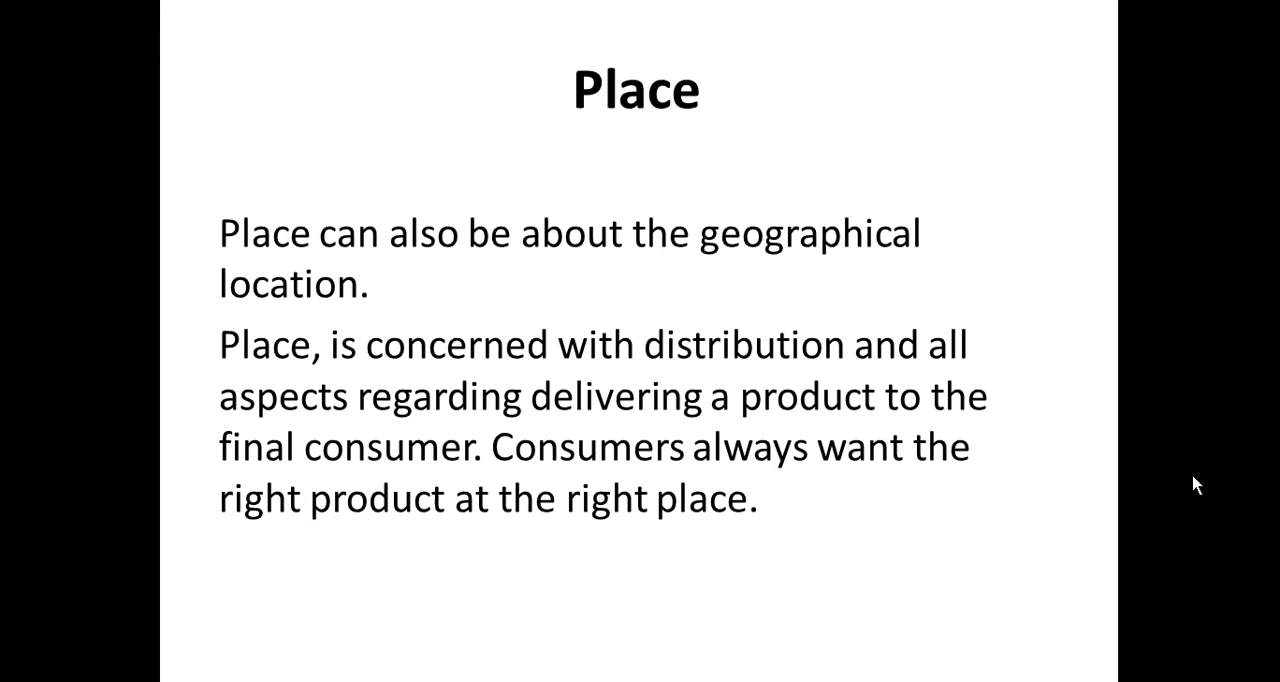 Place
Place can also be about the geographical
location.
Place, is concerned with distribution and all
aspects regarding delivering a product to the
final consumer. Consumers always want the
right product at the right place.